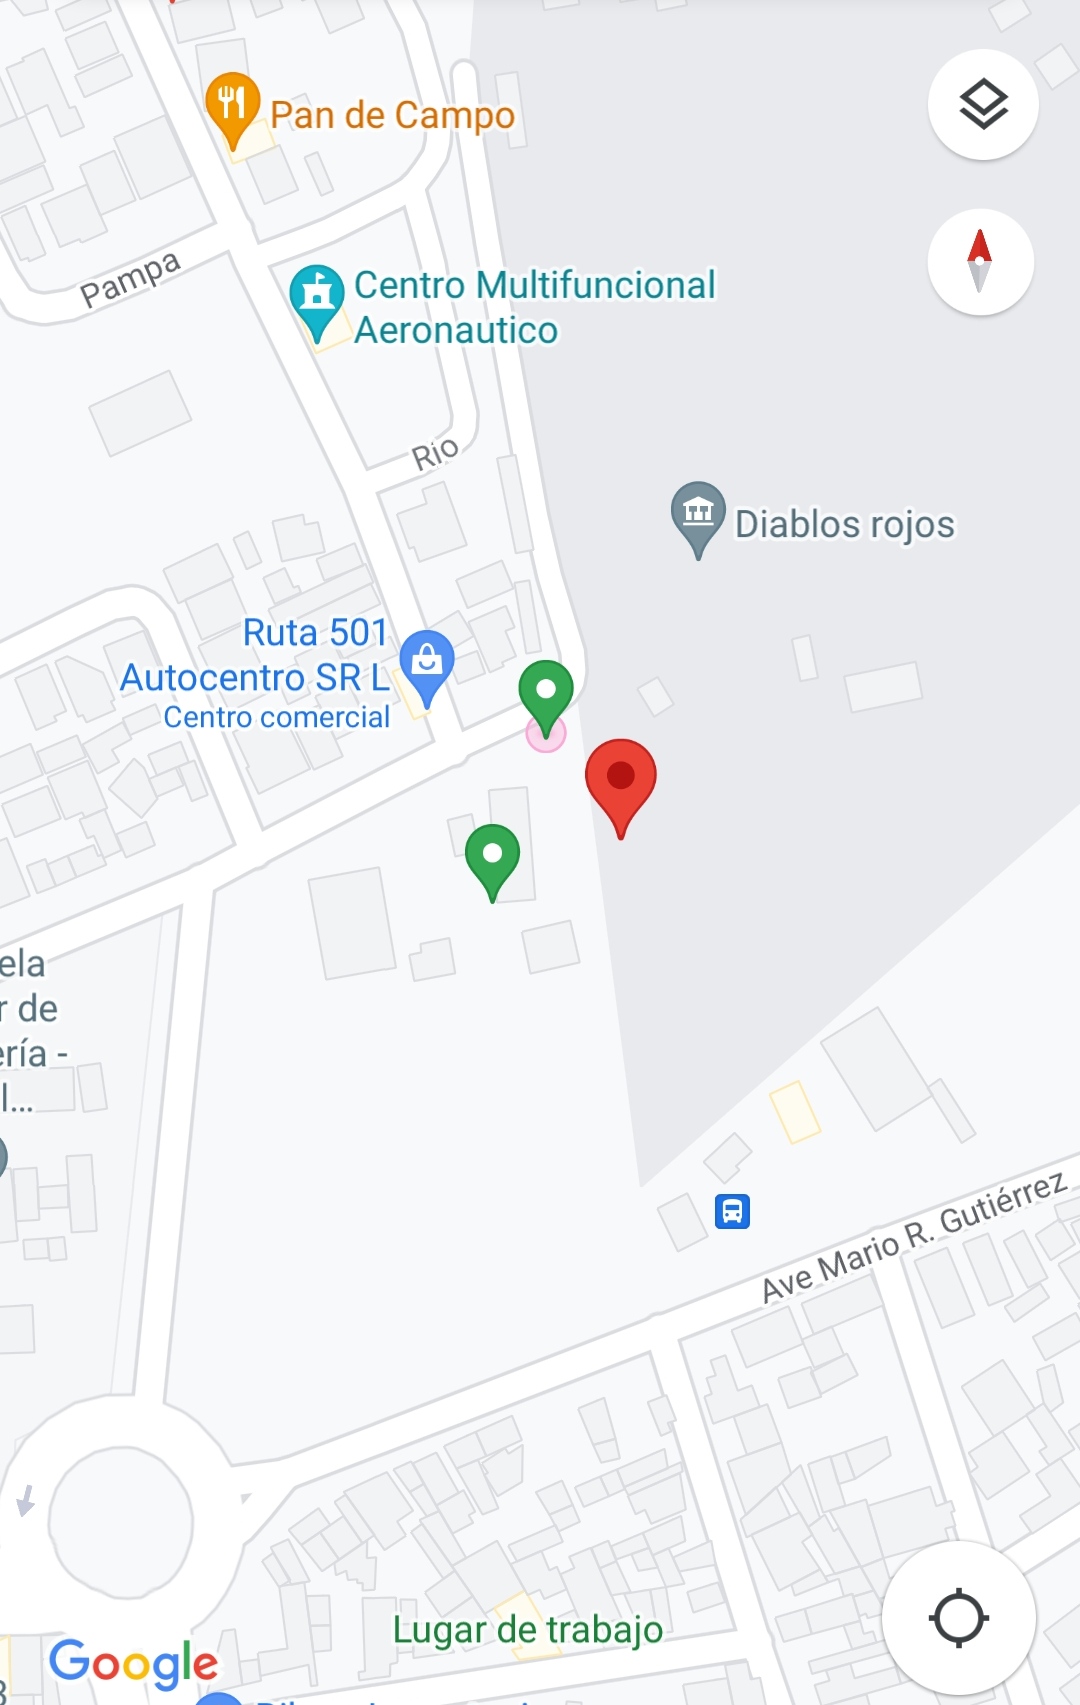 Pan de Campo
Pampa
Centro Multifuncional
Aeronautico
Río
Diablos rojos
Ruta 501
Autocentro SR L
Centro comercial
ela
r de
ería -
l...
Ave Mario R. Gutiérrez
Lugar de trabajo
Google